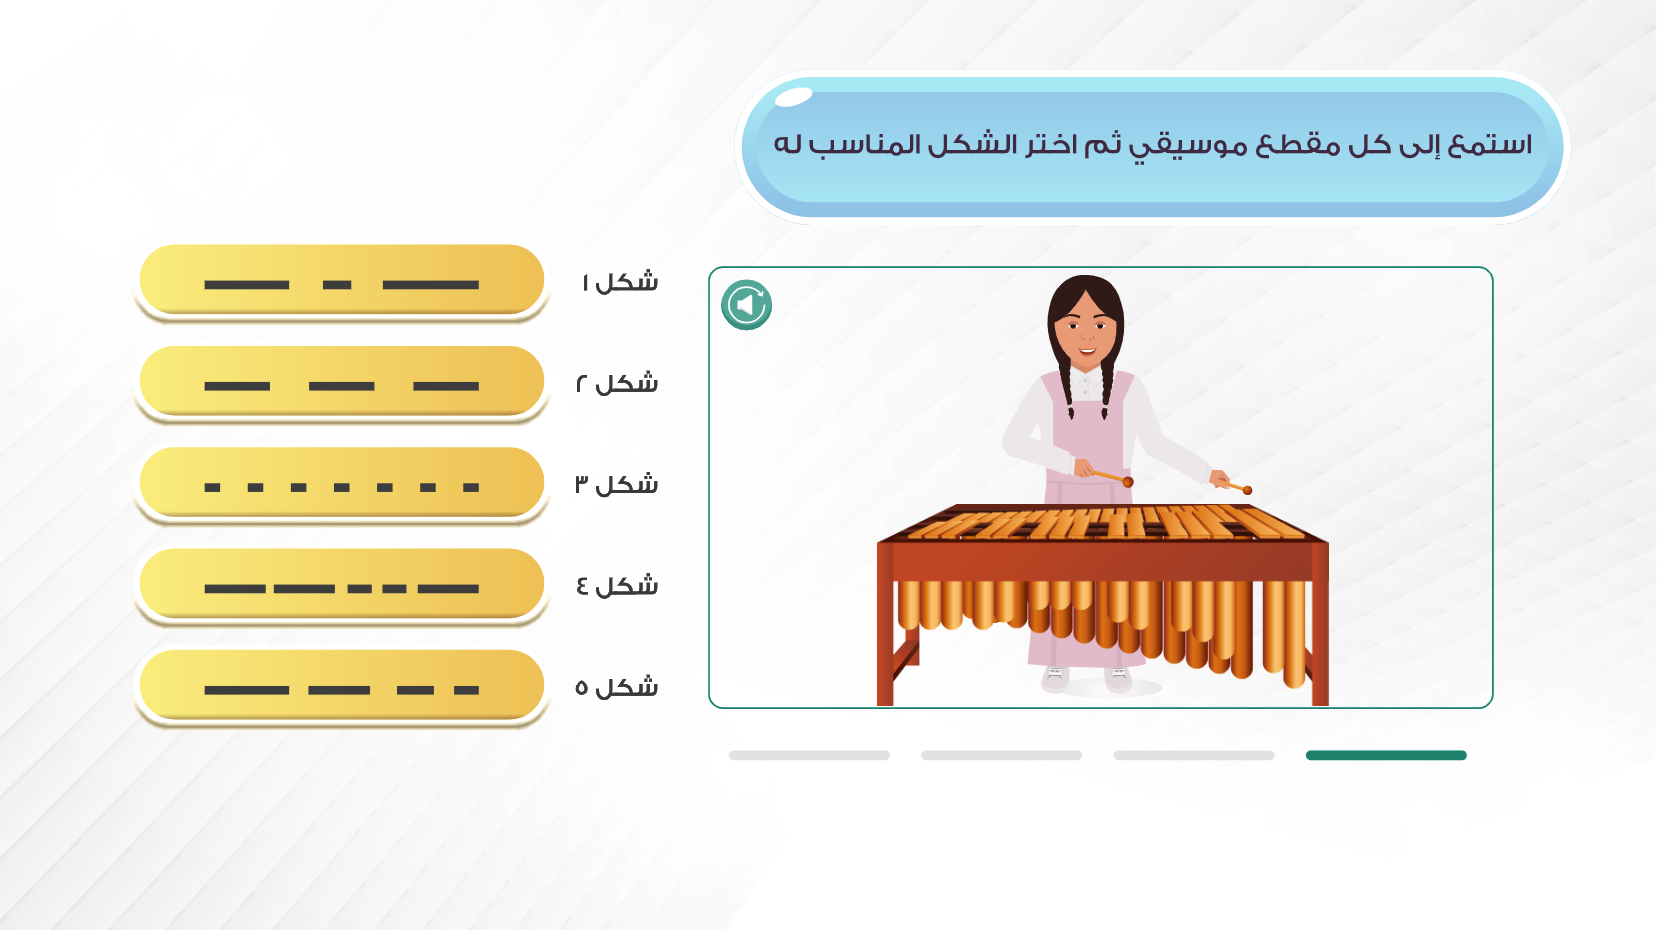 استمع إلى كل مقطع موسيقي ثم اختر الشكل المناسب له
شكل ١
شكل ٢
شكل ٣
شكل ٤
شكل ٥